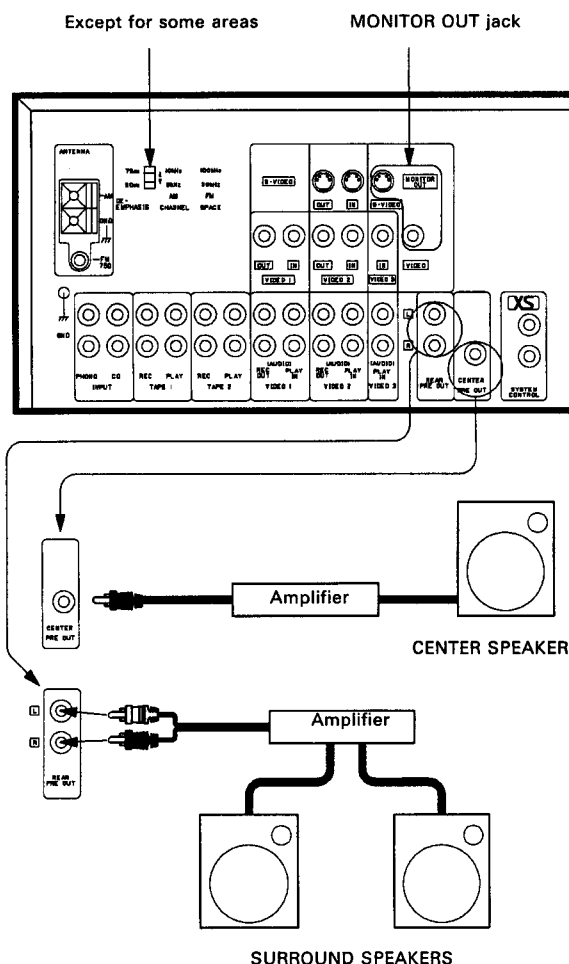 Except for some areas
MONITOR OUT jack
ANTENNA
75µs 10kHz 100kHz
50µs 9kHz 50kHz
DE-EMPHASIS
AM FM
CHANNEL SPACE
AM
GND
FM 75Ω
S-VIDEO
OUT IN
S-VIDEO
MONITOR OUT
OUT IN
VIDEO 1
OUT IN
VIDEO 2
IN
VIDEO 3
VIDEO
GND
PHONO CD
INPUT
REC PLAY
TAPE 1
REC PLAY
TAPE 2
(AUDIO)
REC OUT PLAY IN
VIDEO 1
(AUDIO)
REC OUT PLAY IN
VIDEO 2
(AUDIO)
PLAY IN
VIDEO 3
L
R
REAR
PRE OUT
CENTER
PRE OUT
XS
SYSTEM
CONTROL
CENTER
PRE OUT
Amplifier
CENTER SPEAKER
L
R
REAR
PRE OUT
Amplifier
SURROUND SPEAKERS